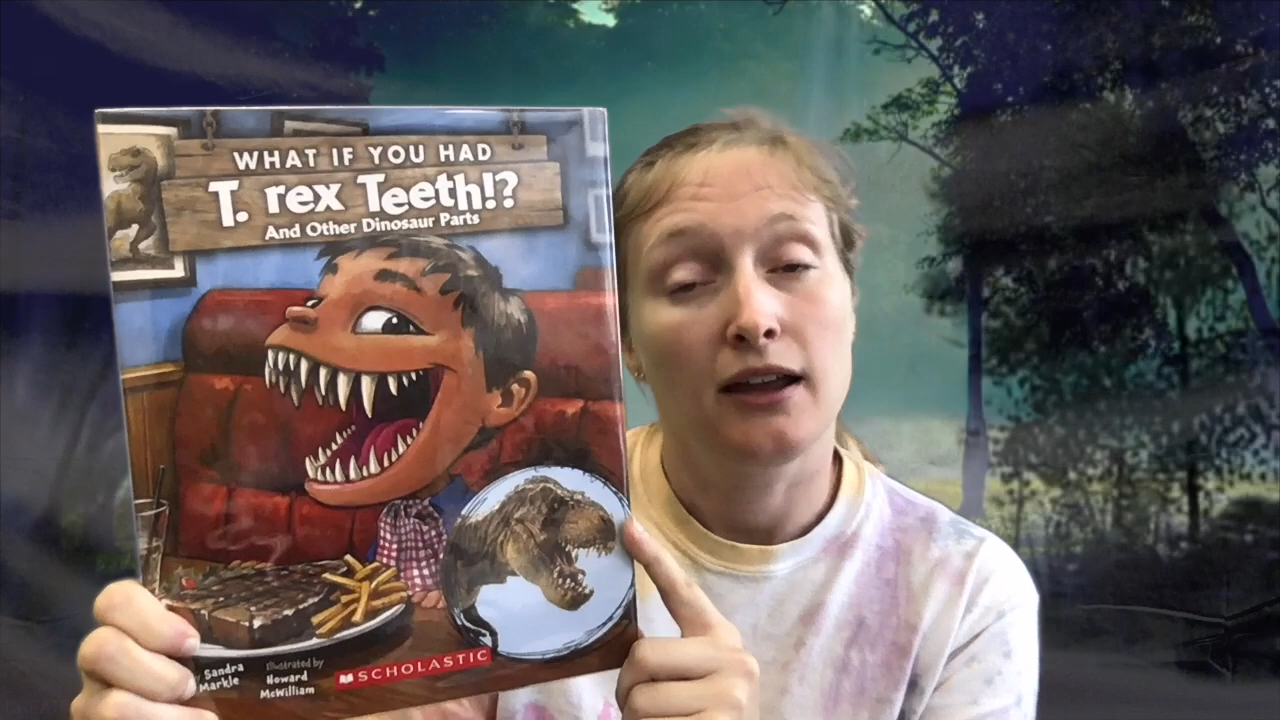 WHAT IF YOU HAD
T. rex Teeth!?
And Other Dinosaur Parts
Sandra
Markle
Illustrated by
Howard
McWilliam
SCHOLASTIC